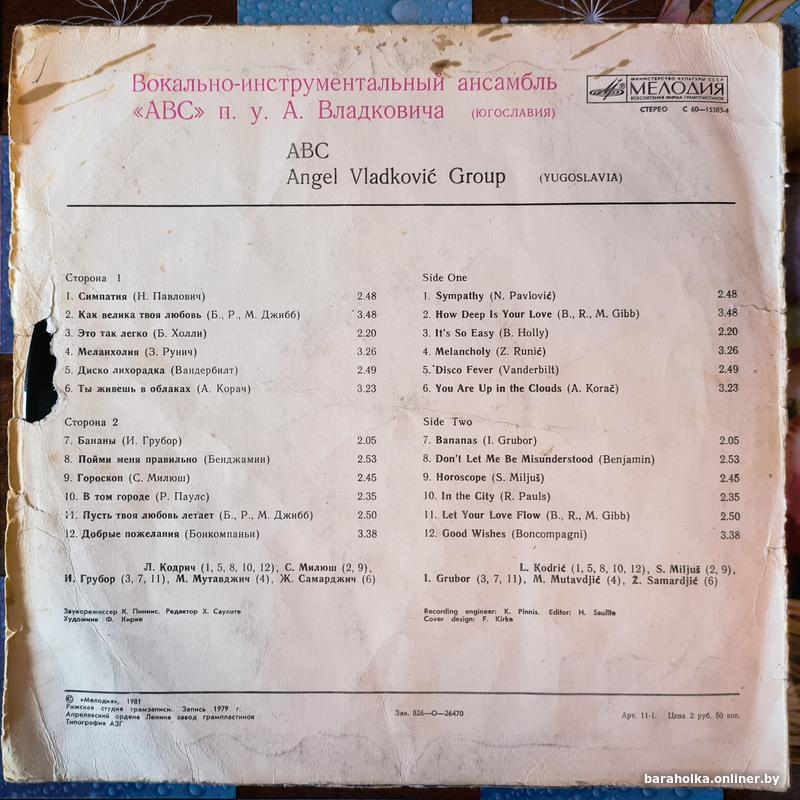 Вокально-инструментальный ансамбль
«АВС» п. у. А. Владковича (ЮГОСЛАВИЯ)
МИНИСТЕРСТВО КУЛЬТУРЫ СССР
МЕЛОДИЯ
ВСЕСОЮЗНАЯ ФИРМА ГРАМПЛАСТИНОК
СТЕРЕО С 60—15383-4
ABC
Angel Vladković Group (YUGOSLAVIA)
Сторона 1
1. Симпатия (Н. Павлович) 2.48
2. Как велика твоя любовь (Б., Р., М. Джибб) 3.48
3. Это так легко (Б. Холли) 2.20
4. Меланхолия (З. Рунич) 3.26
5. Диско лихорадка (Вандербилт) 2.49
6. Ты живешь в облаках (А. Корач) 3.23
Сторона 2
7. Бананы (И. Грубор) 2.05
8. Пойми меня правильно (Бенджамин) 2.53
9. Гороскоп (С. Милюш) 2.45
10. В том городе (Р. Паулс) 2.35
11. Пусть твоя любовь летает (Б., Р., М. Джибб) 2.50
12. Добрые пожелания (Бонкомпаньи) 3.38
Л. Кодрич (1, 5, 8, 10, 12), С. Милюш (2, 9),
И. Грубор (3, 7, 11), М. Мутавджич (4), Ж. Самарджич (6)
Звукорежиссер К. Пиннис. Редактор Х. Саулите
Художник Ф. Кирке
Side One
1. Sympathy (N. Pavlović) 2.48
2. How Deep Is Your Love (B., R., M. Gibb) 3.48
3. It's So Easy (B. Holly) 2.20
4. Melancholy (Z. Runić) 3.26
5. Disco Fever (Vanderbilt) 2.49
6. You Are Up in the Clouds (A. Korač) 3.23
Side Two
7. Bananas (I. Grubor) 2.05
8. Don't Let Me Be Misunderstood (Benjamin) 2.53
9. Horoscope (S. Miljuš) 2.45
10. In the City (R. Pauls) 2.35
11. Let Your Love Flow (B., R., M. Gibb) 2.50
12. Good Wishes (Boncompagni) 3.38
L. Kodrić (1, 5, 8, 10, 12), S. Miljuš (2, 9),
I. Grubor (3, 7, 11), M. Mutavdjić (4), Ž. Samardjić (6)
Recording engineer: K. Pinnis. Editor: H. Saulite
Cover design: F. Kirke
© «Мелодия», 1981
Рижская студия грамзаписи. Запись 1979 г.
Апрелевский ордена Ленина завод грампластинок
Типография АЗГ
Зак. 826—О—26470
Арт. 11-1. Цена 2 руб. 50 коп.
baraholka.onliner.by